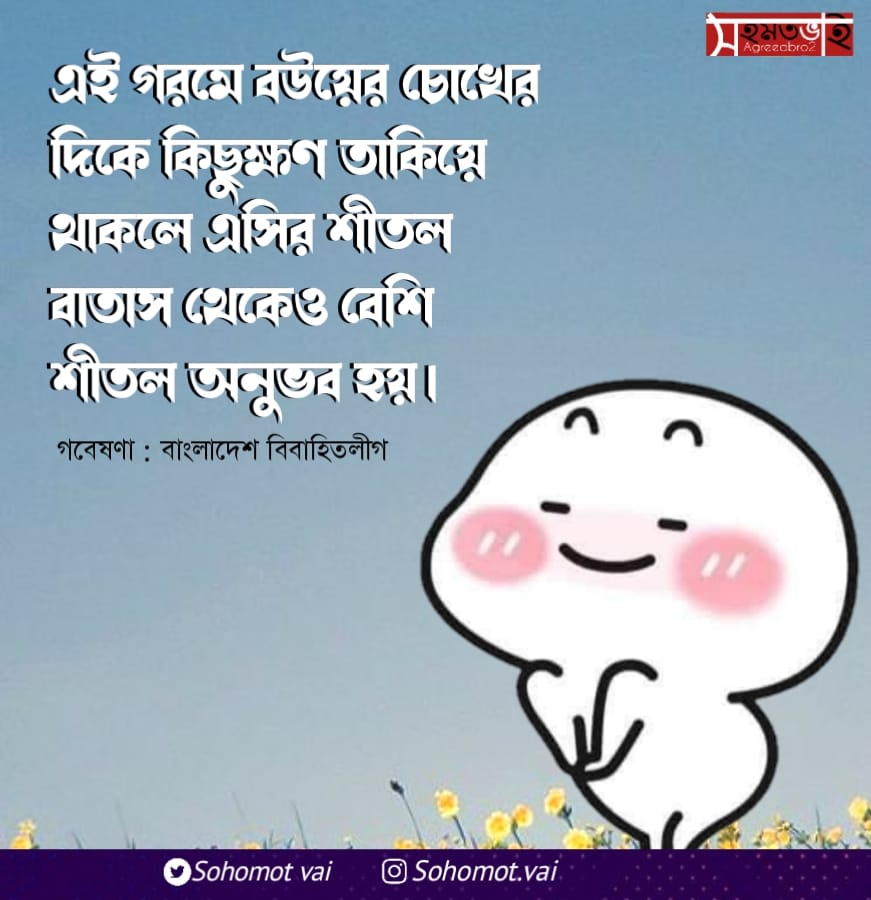 সহমতভাই
Agreeabro2
এই গরমে বউয়ের চোখের
দিকে কিছুক্ষণ তাকিয়ে
থাকলে এসির শীতল
বাতাস থেকেও বেশি
শীতল অনুভব হয়।
গবেষণা : বাংলাদেশ বিবাহিতলীগ
Sohomot vai Sohomot.vai